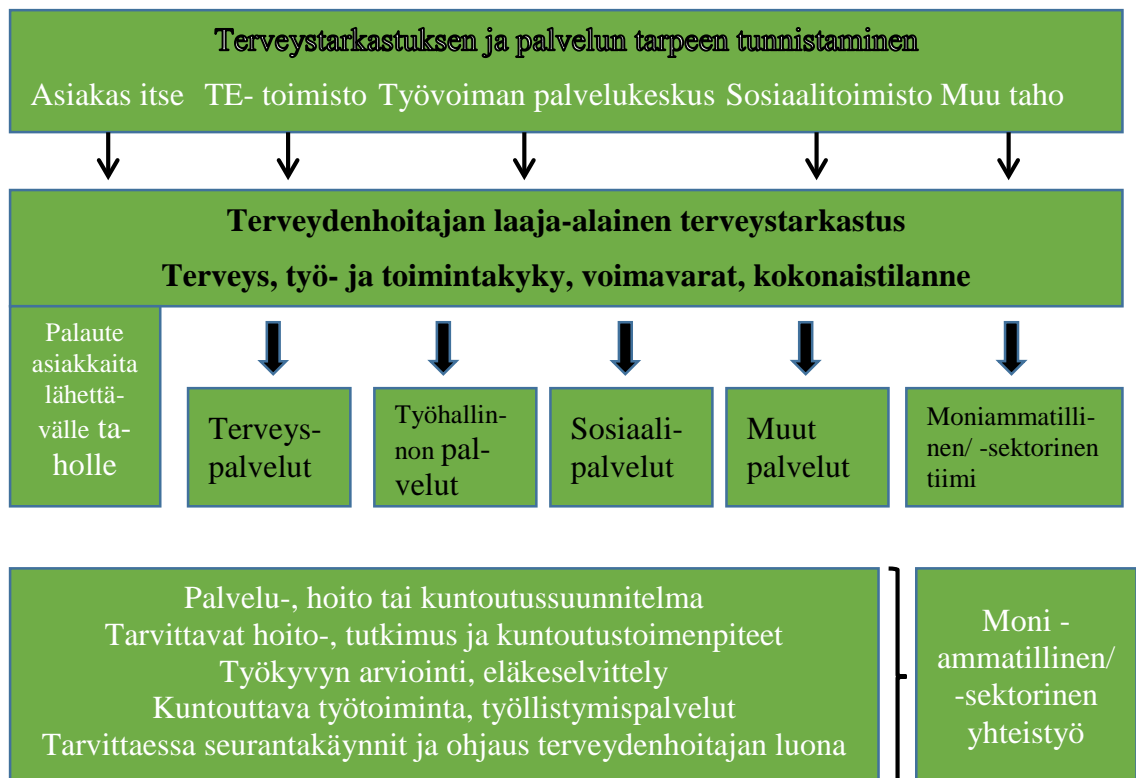 Terveystarkastuksen ja palvelun tarpeen tunnistaminen
Asiakas itse TE- toimisto Työvoiman palvelukeskus Sosiaalitoimisto Muu taho
Terveydenhoitajan laaja-alainen terveystarkastus
Terveys, työ- ja toimintakyky, voimavarat, kokonaistilanne
Palaute
asiakkaita
lähettä-
välle ta-
holle
Terveys-
palvelut
Työhallin-
non pal-
velut
Sosiaali-
palvelut
Muut
palvelut
Moniammatilli-
nen/ -sektorinen
tiimi
Palvelu-, hoito tai kuntoutussuunnitelma
Tarvittavat hoito-, tutkimus ja kuntoutustoimenpiteet
Työkyvyn arviointi, eläkeselvittely
Kuntouttava työtoiminta, työllistymispalvelut
Tarvittaessa seurantakäynnit ja ohjaus terveydenhoitajan luona
Moni -
ammatillinen/
-sektorinen
yhteistyö